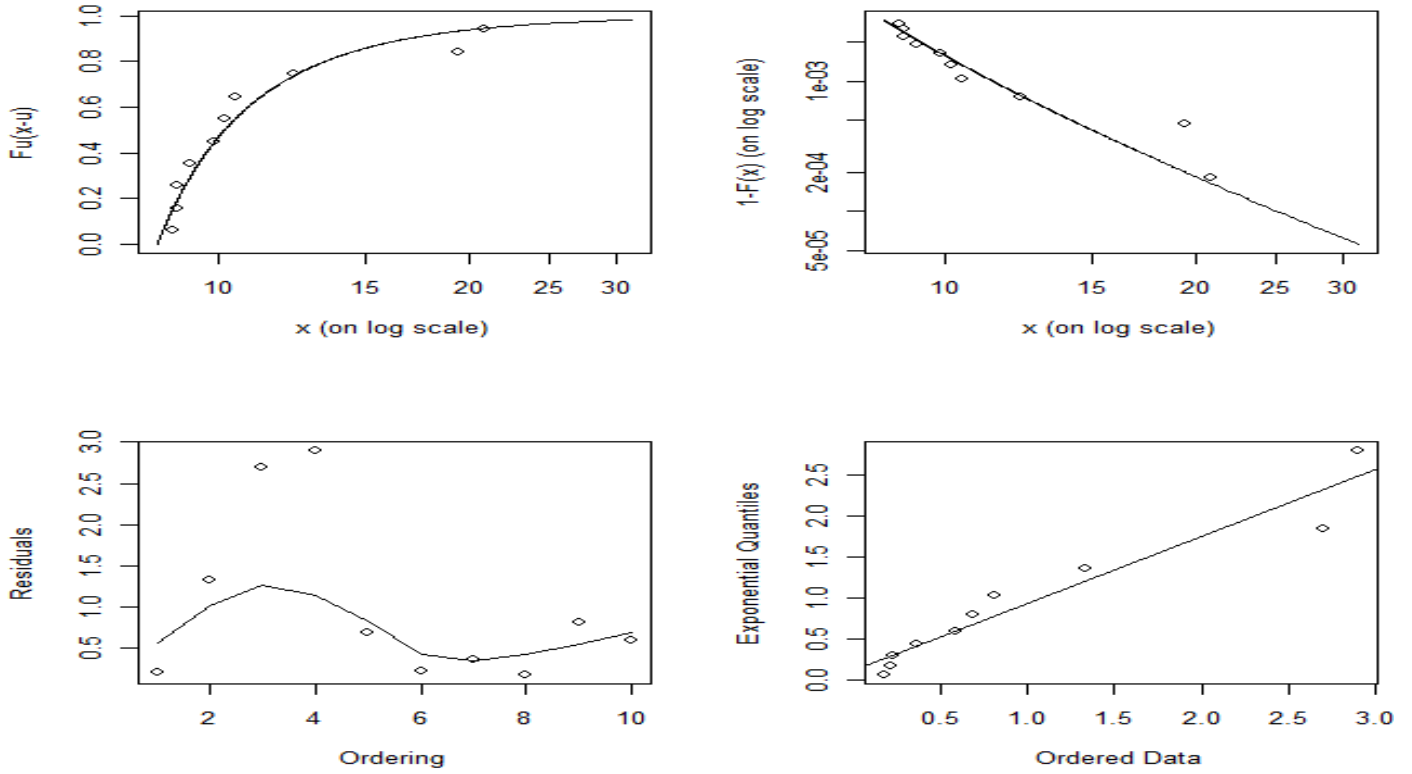 Fu(x-u)
0.0 0.2 0.4 0.6 0.8 1.0
10 15 20 25 30
x (on log scale)
1-F(x) (on log scale)
5e-05 2e-04 1e-03
10 15 20 25 30
x (on log scale)
Residuals
0.5 1.0 1.5 2.0 2.5 3.0
2 4 6 8 10
Ordering
Exponential Quantiles
0.0 0.5 1.0 1.5 2.0 2.5
0.5 1.0 1.5 2.0 2.5 3.0
Ordered Data